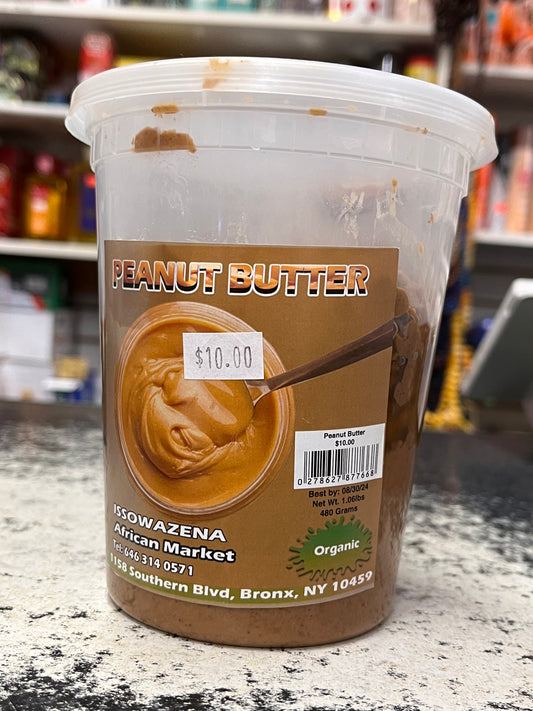 PEANUT BUTTER
$10.00
Peanut Butter
$10.00
0 278627 877668
Best by: 08/30/24
Net Wt. 1.06lbs
480 Grams
Organic
ISSOWAZENA
African Market
Tel: 646 314 0571
1158 Southern Blvd, Bronx, NY 10459